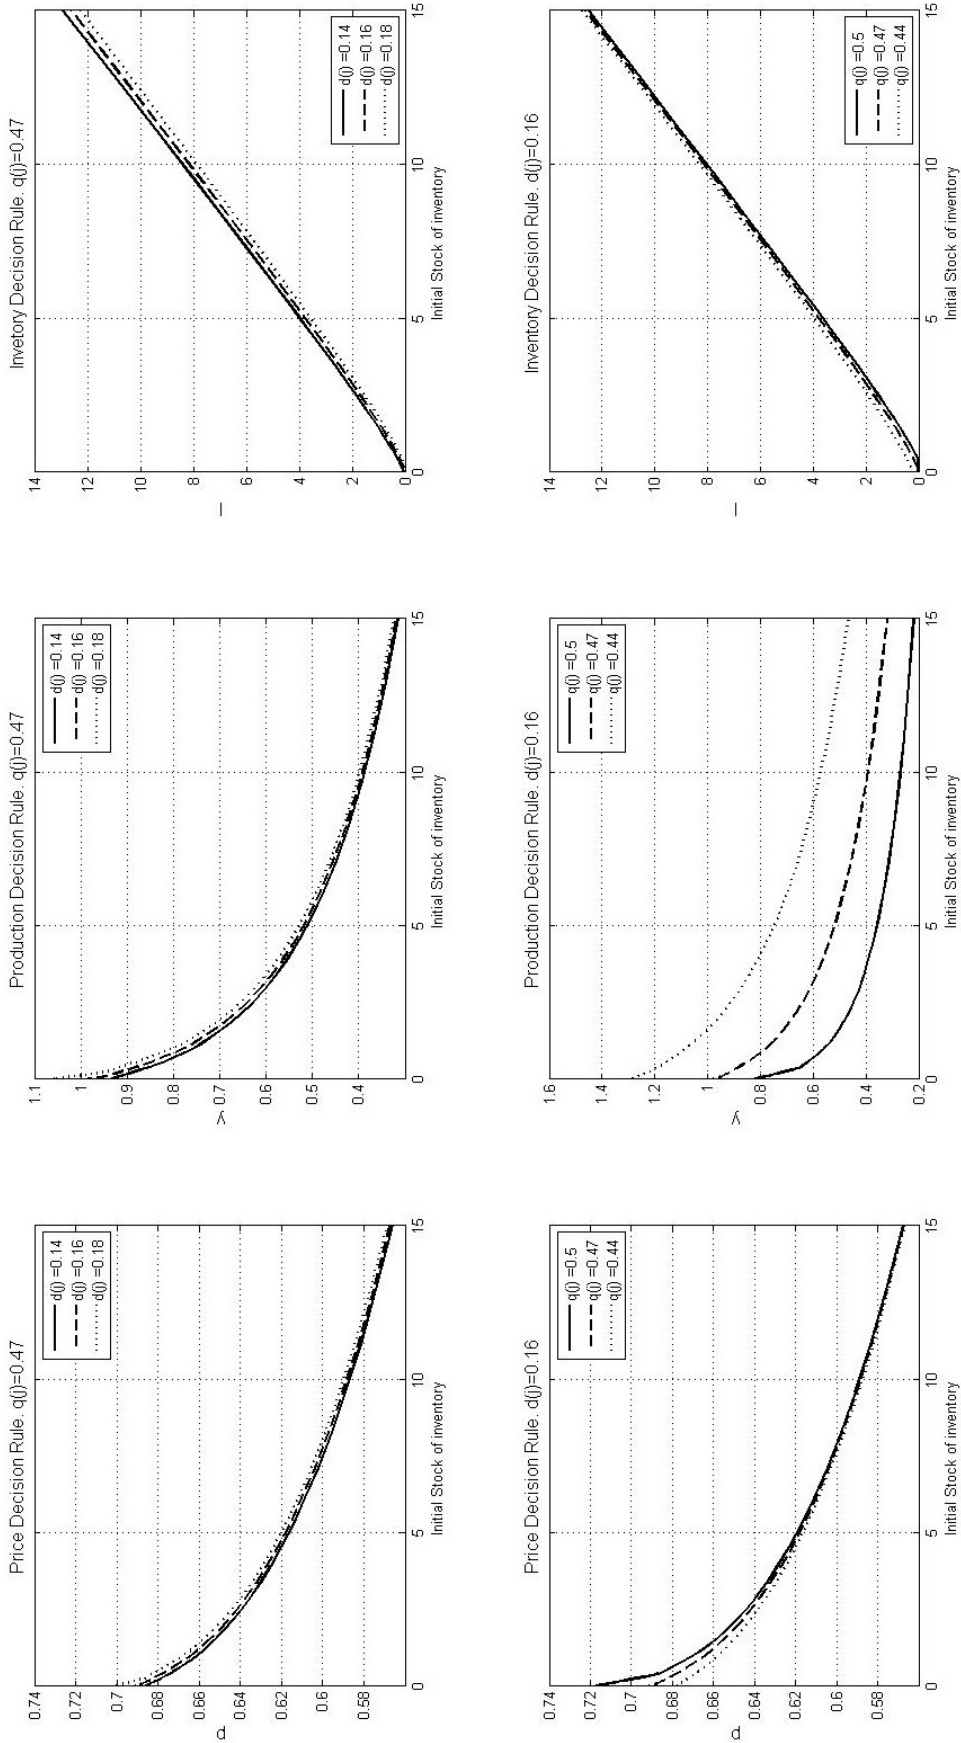 Price Decision Rule. q(j)=0.47
0.74
0.72
0.7
0.68
0.66
0.64
0.62
0.6
0.58
p
0
5
10
15
Initial Stock of inventory
d(j) =0.14
d(j) =0.16
d(j) =0.18
Production Decision Rule. q(j)=0.47
1.1
1
0.9
0.8
0.7
0.6
0.5
0.4
y
0
5
10
15
Initial Stock of inventory
d(j) =0.14
d(j) =0.16
d(j) =0.18
Invetory Decision Rule. q(j)=0.47
14
12
10
8
6
4
2
0
I
0
5
10
15
Initial Stock of inventory
d(j) =0.14
d(j) =0.16
d(j) =0.18
Price Decision Rule. d(j)=0.16
0.74
0.72
0.7
0.68
0.66
0.64
0.62
0.6
0.58
p
0
5
10
15
Initial Stock of inventory
q(j) =0.5
q(j) =0.47
q(j) =0.44
Production Decision Rule. d(j)=0.16
1.6
1.4
1.2
1
0.8
0.6
0.4
0.2
y
0
5
10
15
Initial Stock of inventory
q(j) =0.5
q(j) =0.47
q(j) =0.44
Inventory Decision Rule. d(j)=0.16
14
12
10
8
6
4
2
0
I
0
5
10
15
Initial Stock of inventory
q(j) =0.5
q(j) =0.47
q(j) =0.44